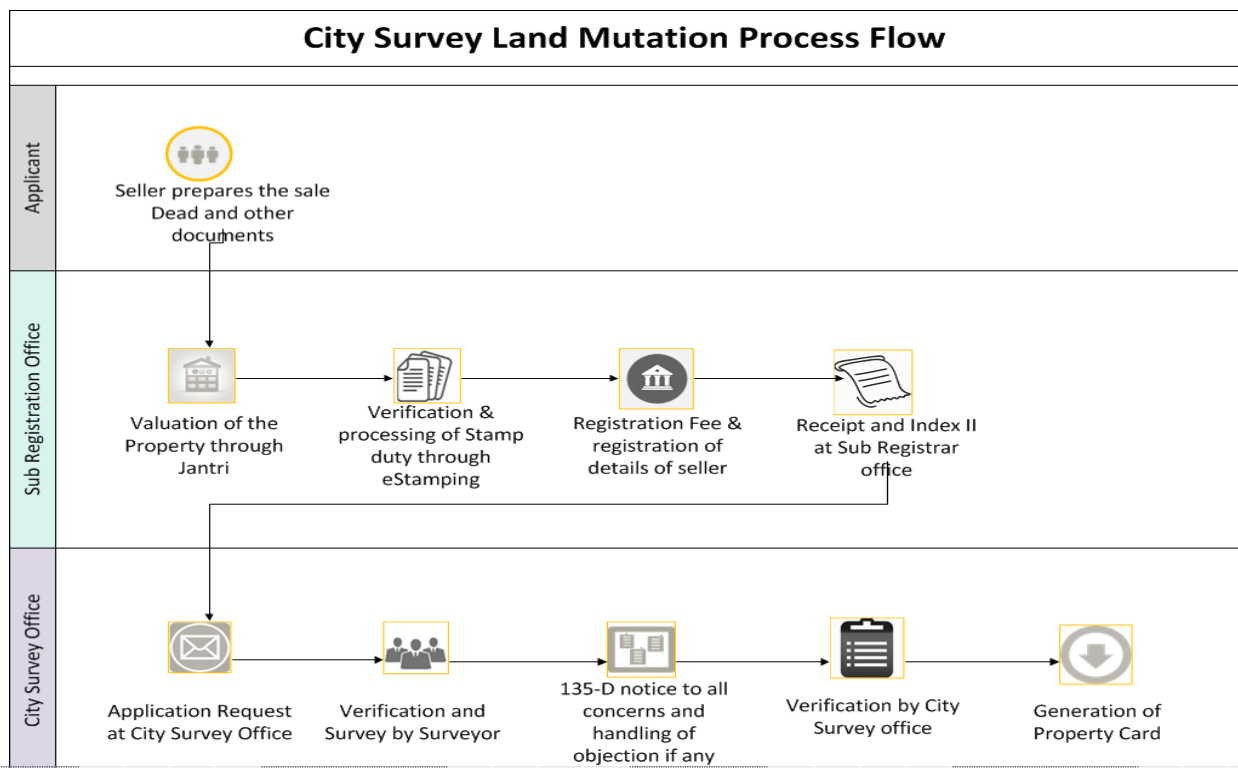 City Survey Land Mutation Process Flow
Applicant
Seller prepares the sale
Dead and other
documents
Sub Registration Office
Valuation of the
Property through
Jantri
Verification &
processing of Stamp
duty through
eStamping
Registration Fee &
registration of
details of seller
Receipt and Index II
at Sub Registrar
office
City Survey Office
Application Request
at City Survey Office
Verification and
Survey by Surveyor
135-D notice to all
concerns and
handling of
objection if any
Verification by City
Survey office
Generation of
Property Card